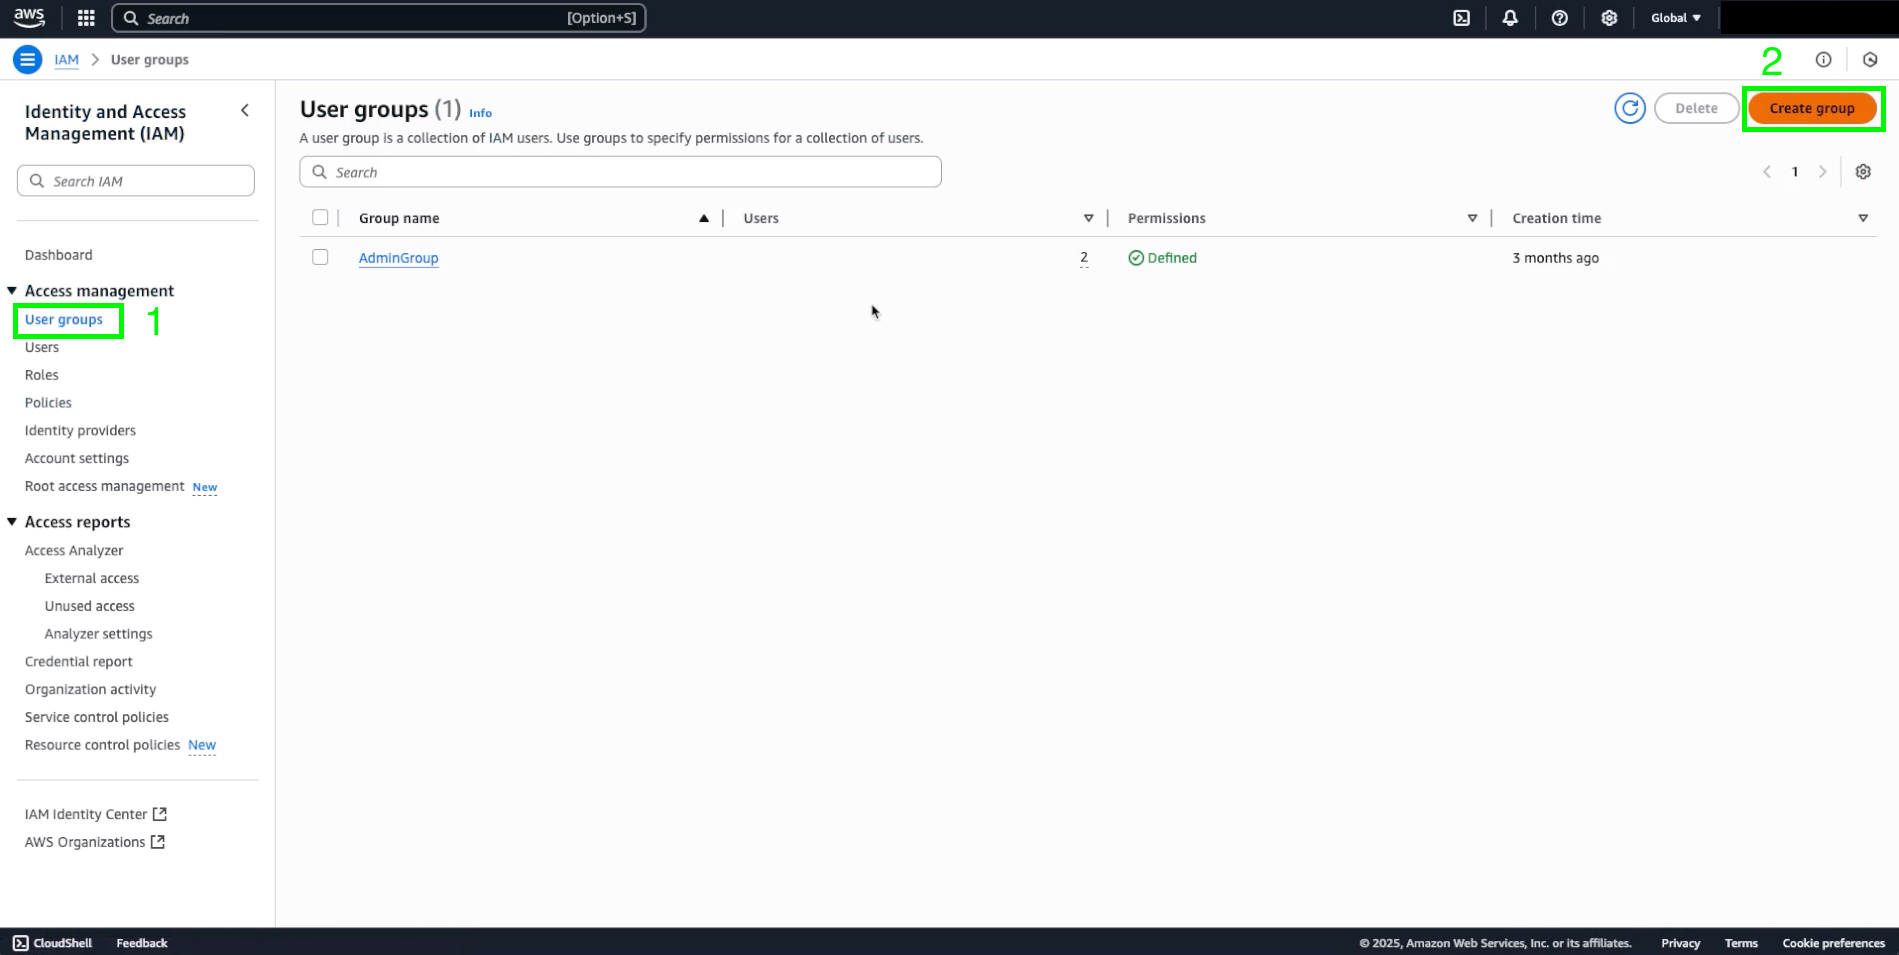 aws
Search
[Option+S]
Global
IAM > User groups
2
Identity and Access
Management (IAM)
Search IAM
Dashboard
Access management
User groups
1
Users
Roles
Policies
Identity providers
Account settings
Root access management New
Access reports
Access Analyzer
External access
Unused access
Analyzer settings
Credential report
Organization activity
Service control policies
Resource control policies New
IAM Identity Center
AWS Organizations
User groups (1) Info
Delete
Create group
A user group is a collection of IAM users. Use groups to specify permissions for a collection of users.
Search
1
Group name Users Permissions Creation time
AdminGroup 2 Defined 3 months ago
CloudShell Feedback © 2025, Amazon Web Services, Inc. or its affiliates. Privacy Terms Cookie preferences